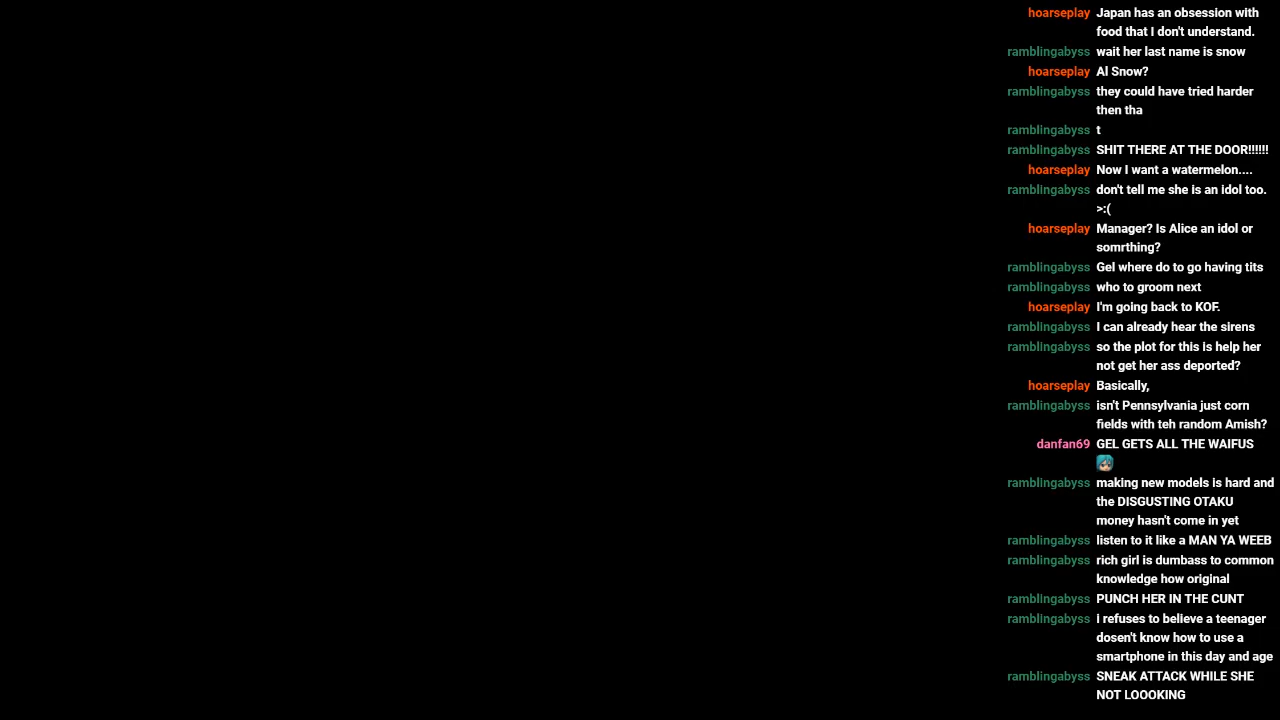 hoarseplay Japan has an obsession with
food that I don't understand.
ramblingabyss wait her last name is snow
hoarseplay Al Snow?
ramblingabyss they could have tried harder
then tha
ramblingabyss t
ramblingabyss SHIT THERE AT THE DOOR!!!!!!
hoarseplay Now I want a watermelon....
ramblingabyss don't tell me she is an idol too.
>:(
hoarseplay Manager? Is Alice an idol or
somrthing?
ramblingabyss Gel where do to go having tits
ramblingabyss who to groom next
hoarseplay I'm going back to KOF.
ramblingabyss I can already hear the sirens
ramblingabyss so the plot for this is help her
not get her ass deported?
hoarseplay Basically,
ramblingabyss isn't Pennsylvania just corn
fields with teh random Amish?
danfan69 GEL GETS ALL THE WAIFUS
ramblingabyss making new models is hard and
the DISGUSTING OTAKU
money hasn't come in yet
ramblingabyss listen to it like a MAN YA WEEB
ramblingabyss rich girl is dumbass to common
knowledge how original
ramblingabyss PUNCH HER IN THE CUNT
ramblingabyss i refuses to believe a teenager
dosen't know how to use a
smartphone in this day and age
ramblingabyss SNEAK ATTACK WHILE SHE
NOT LOOOKING